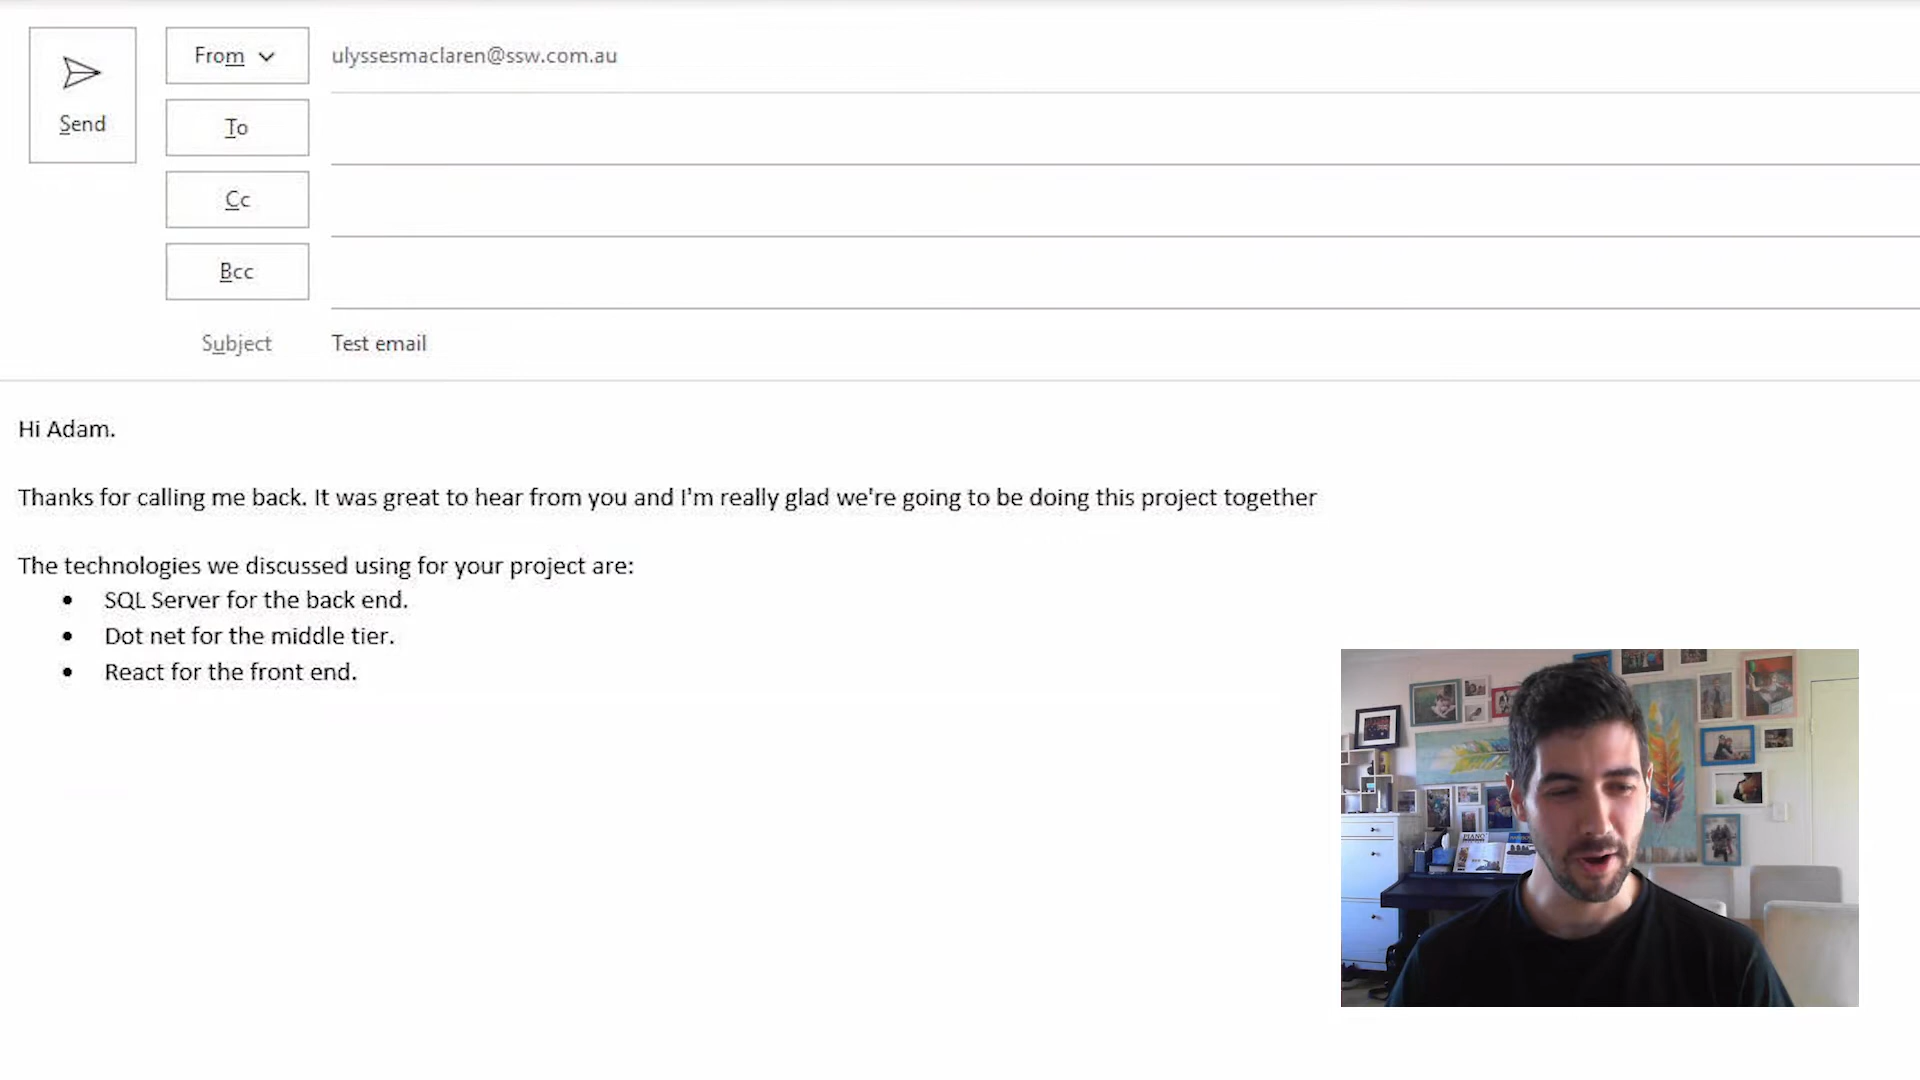 From
ulyssesmaclaren@ssw.com.au
Send
To
Cc
Bcc
Subject
Test email
Hi Adam.
Thanks for calling me back. It was great to hear from you and I'm really glad we're going to be doing this project together
The technologies we discussed using for your project are:
• SQL Server for the back end.
• Dot net for the middle tier.
• React for the front end.
PIANO